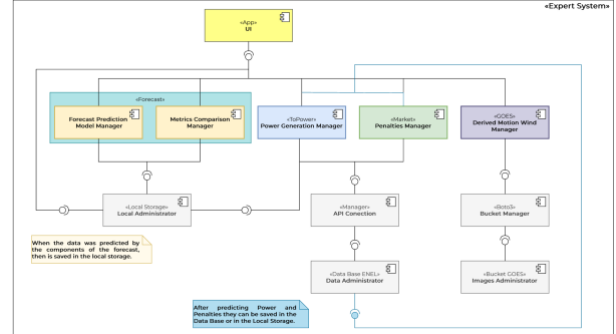 «Expert System»
«App»
UI
«Forecast»
Forecast Prediction
Model Manager
Metrics Comparison
Manager
«ToPower»
Power Generation Manager
«Market»
Penalties Manager
«GOES»
Derived Motion Wind
Manager
«Local Storage»
Local Administrator
«Manager»
API Conection
«Boto3»
Bucket Manager
When the data was predicted by
the components of the forecast,
then is saved in the local storage.
«Data Base ENEL»
Data Administrator
«Bucket GOES»
Images Administrator
After predicting Power and
Penalties they can be saved in the
Data Base or in the Local Storage.